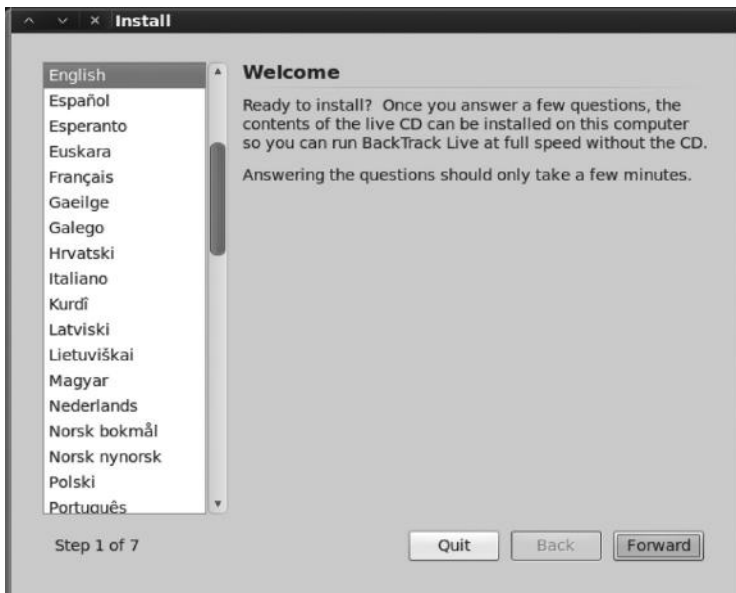 Install
English
Español
Esperanto
Euskara
Français
Gaeilge
Galego
Hrvatski
Italiano
Kurdî
Latviski
Lietuviškai
Magyar
Nederlands
Norsk bokmål
Norsk nynorsk
Polski
Português
Welcome
Ready to install? Once you answer a few questions, the
contents of the live CD can be installed on this computer
so you can run BackTrack Live at full speed without the CD.
Answering the questions should only take a few minutes.
Step 1 of 7
Quit
Back
Forward